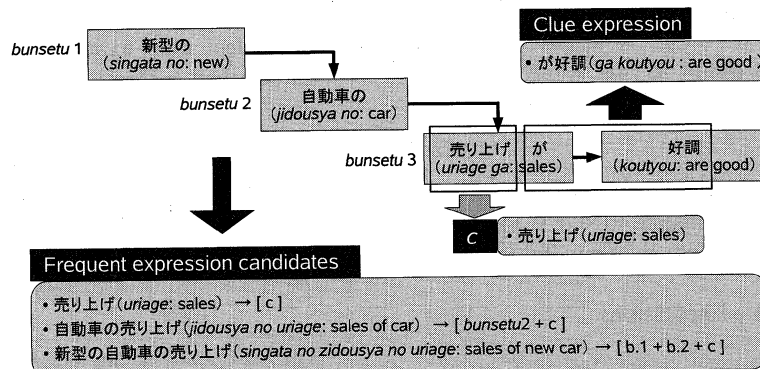 Clue expression
• が好調(ga koutyou : are good )
bunsetu 1
新型の
(singata no: new)
bunsetu 2
自動車の
(jidousya no: car)
bunsetu 3
売り上げ が
(uriage ga: sales)
好調
(koutyou: are good)
C
• 売り上げ(uriage: sales)
Frequent expression candidates
• 売り上げ(uriage: sales) → [ c ]
• 自動車の売り上げ(jidousya no uriage: sales of car) → [ bunsetu2 + c ]
• 新型の自動車の売り上げ(singata no zidousya no uriage: sales of new car) → [ b.1 + b.2 + c ]